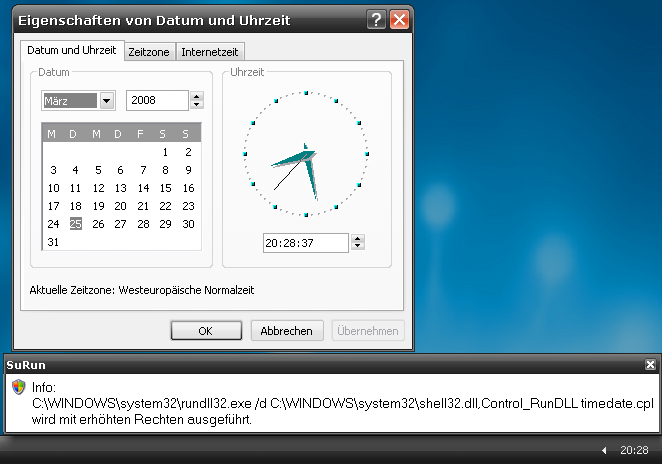 Eigenschaften von Datum und Uhrzeit
Datum und Uhrzeit Zeitzone Internetzeit
Datum Uhrzeit
März 2008
M D M D F S S
1 2
3 4 5 6 7 8 9
10 11 12 13 14 15 16
17 18 19 20 21 22 23
24 25 26 27 28 29 30
31
20:28:37
Aktuelle Zeitzone: Westeuropäische Normalzeit
OK Abbrechen Übernehmen
SuRun
Info:
C:\WINDOWS\system32\rundll32.exe /d C:\WINDOWS\system32\shell32.dll,Control_RunDLL timedate.cpl
wird mit erhöhten Rechten ausgeführt.
20:28